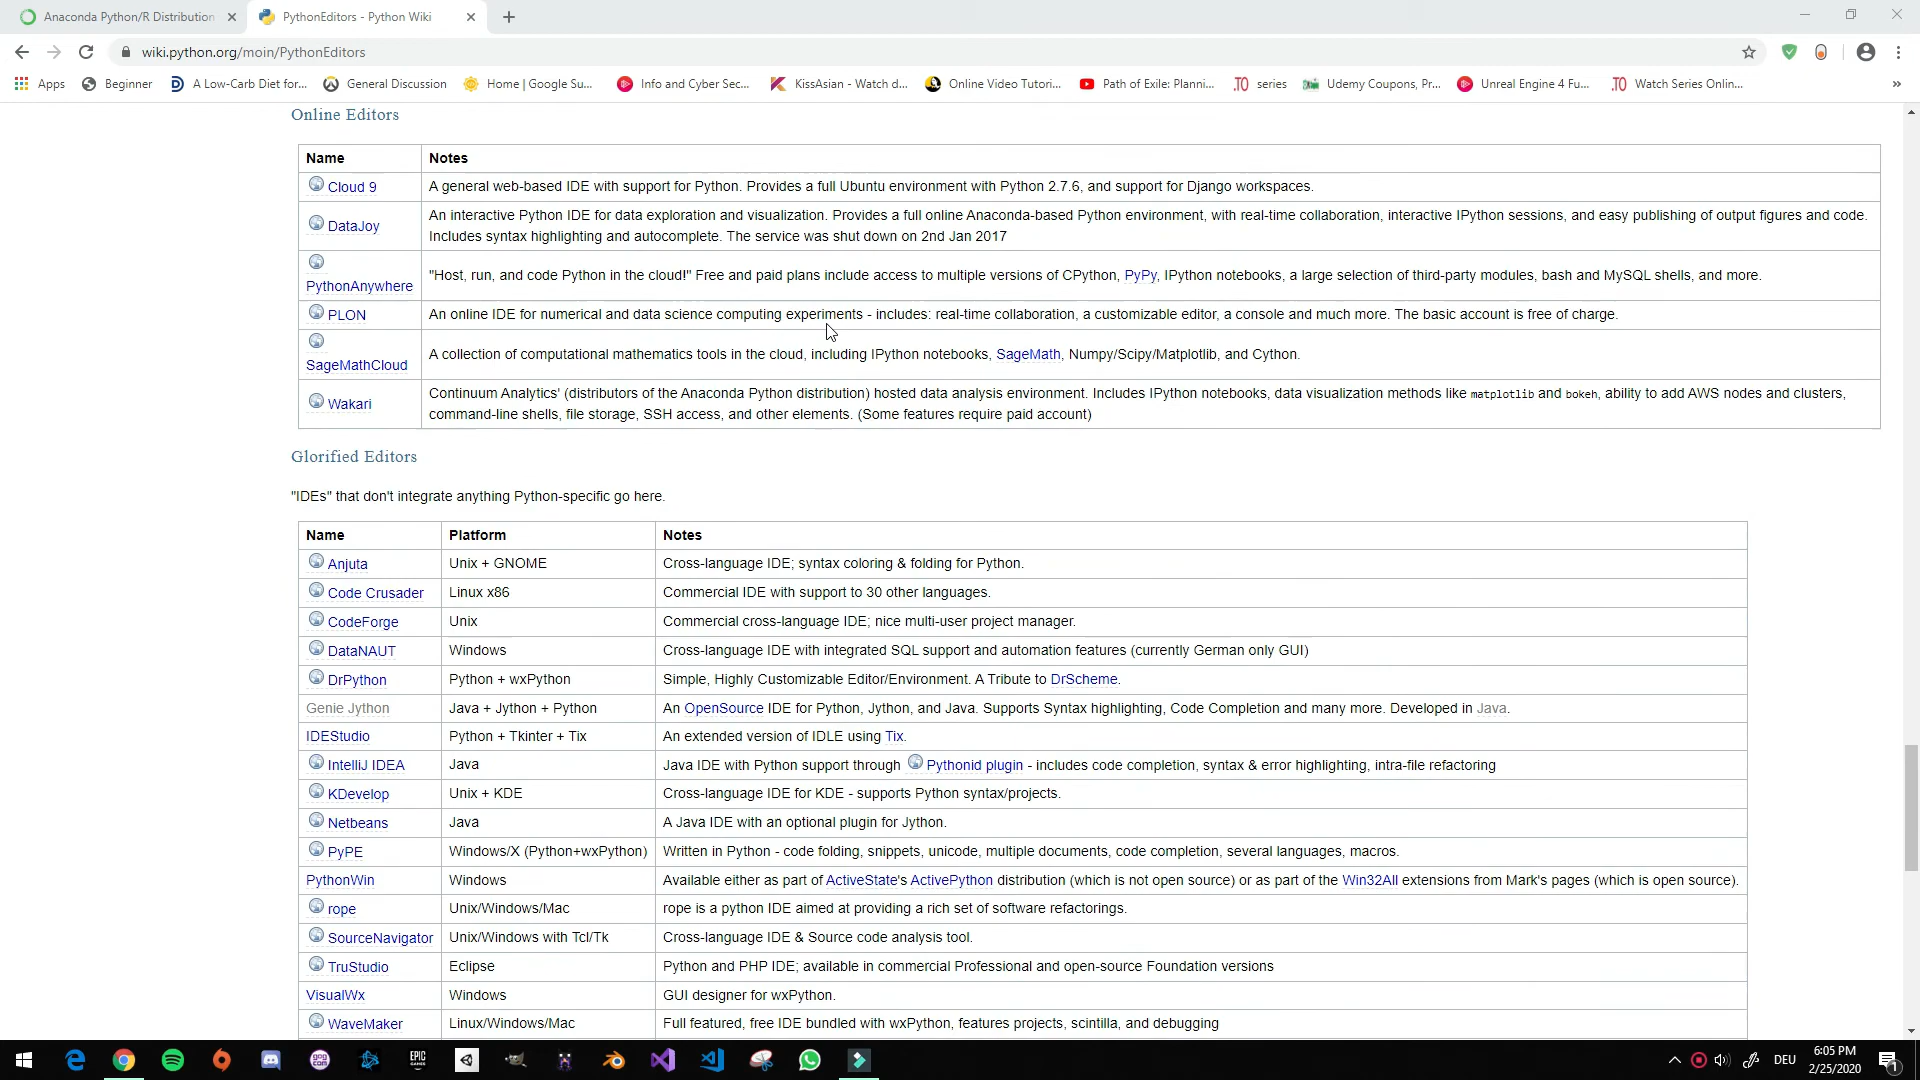 Anaconda Python/R Distribution
PythonEditors - Python Wiki
wiki.python.org/moin/PythonEditors
Apps
Beginner
A Low-Carb Diet for...
General Discussion
Home | Google Su...
Info and Cyber Sec...
KissAsian - Watch d...
Online Video Tutori...
Path of Exile: Planni...
series
Udemy Coupons, Pr...
Unreal Engine 4 Fu...
Watch Series Onlin...
»
Online Editors
Name Notes
Cloud 9 A general web-based IDE with support for Python. Provides a full Ubuntu environment with Python 2.7.6, and support for Django workspaces.
DataJoy An interactive Python IDE for data exploration and visualization. Provides a full online Anaconda-based Python environment, with real-time collaboration, interactive IPython sessions, and easy publishing of output figures and code.
Includes syntax highlighting and autocomplete. The service was shut down on 2nd Jan 2017
PythonAnywhere "Host, run, and code Python in the cloud!" Free and paid plans include access to multiple versions of CPython, PyPy, IPython notebooks, a large selection of third-party modules, bash and MySQL shells, and more.
PLON An online IDE for numerical and data science computing experiments - includes: real-time collaboration, a customizable editor, a console and much more. The basic account is free of charge.
SageMathCloud A collection of computational mathematics tools in the cloud, including IPython notebooks, SageMath, Numpy/Scipy/Matplotlib, and Cython.
Wakari Continuum Analytics' (distributors of the Anaconda Python distribution) hosted data analysis environment. Includes IPython notebooks, data visualization methods like matplotlib and bokeh, ability to add AWS nodes and clusters,
command-line shells, file storage, SSH access, and other elements. (Some features require paid account)
Glorified Editors
"IDEs" that don't integrate anything Python-specific go here.
Name Platform Notes
Anjuta Unix + GNOME Cross-language IDE; syntax coloring & folding for Python.
Code Crusader Linux x86 Commercial IDE with support to 30 other languages.
CodeForge Unix Commercial cross-language IDE; nice multi-user project manager.
DataNAUT Windows Cross-language IDE with integrated SQL support and automation features (currently German only GUI)
DrPython Python + wxPython Simple, Highly Customizable Editor/Environment. A Tribute to DrScheme.
Genie Jython Java + Jython + Python An OpenSource IDE for Python, Jython, and Java. Supports Syntax highlighting, Code Completion and many more. Developed in Java.
IDEStudio Python + Tkinter + Tix An extended version of IDLE using Tix.
IntelliJ IDEA Java Java IDE with Python support through Pythonid plugin - includes code completion, syntax & error highlighting, intra-file refactoring
KDevelop Unix + KDE Cross-language IDE for KDE - supports Python syntax/projects.
Netbeans Java A Java IDE with an optional plugin for Jython.
PyPE Windows/X (Python+wxPython) Written in Python - code folding, snippets, unicode, multiple documents, code completion, several languages, macros.
PythonWin Windows Available either as part of ActiveState's ActivePython distribution (which is not open source) or as part of the Win32All extensions from Mark's pages (which is open source).
rope Unix/Windows/Mac rope is a python IDE aimed at providing a rich set of software refactorings.
SourceNavigator Unix/Windows with Tcl/Tk Cross-language IDE & Source code analysis tool.
TruStudio Eclipse Python and PHP IDE; available in commercial Professional and open-source Foundation versions
VisualWx Windows GUI designer for wxPython.
WaveMaker Linux/Windows/Mac Full featured, free IDE bundled with wxPython, features projects, scintilla, and debugging
EPIC GAMES
DEU
6:05 PM
2/25/2020
1